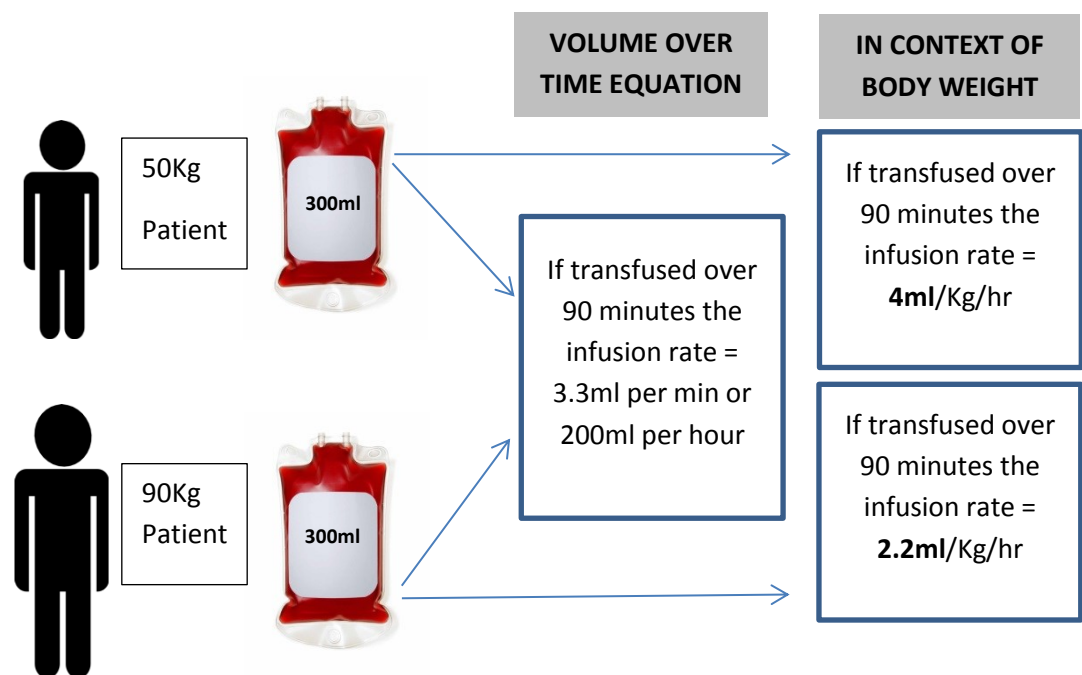 VOLUME OVER
TIME EQUATION
IN CONTEXT OF
BODY WEIGHT
50Kg
Patient
300ml
If transfused over
90 minutes the
infusion rate =
4ml/Kg/hr
If transfused over
90 minutes the
infusion rate =
3.3ml per min or
200ml per hour
90Kg
Patient
300ml
If transfused over
90 minutes the
infusion rate =
2.2ml/Kg/hr